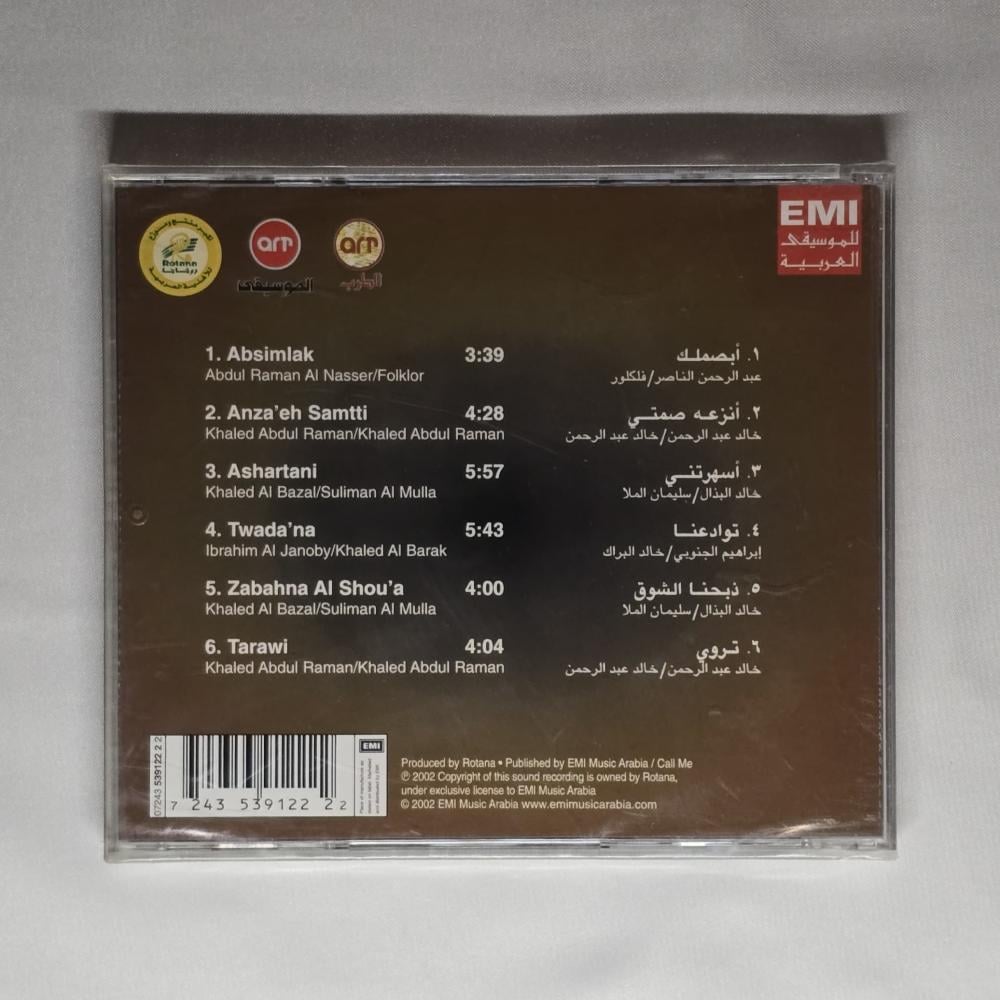 أكبر منتج ومروج
Rotana
روتانا
للأغنية العربية
art
الموسيقى
art
الطرب
EMI
للموسيقى
العربية
1. Absimlak 3:39 ١. أبصملك
Abdul Raman Al Nasser/Folklor عبد الرحمن الناصر/فلكلور
2. Anza'eh Samtti 4:28 ٢. أنزعه صمتي
Khaled Abdul Raman/Khaled Abdul Raman خالد عبد الرحمن/خالد عبد الرحمن
3. Ashartani 5:57 ٣. أسهرتني
Khaled Al Bazal/Suliman Al Mulla خالد البذال/سليمان الملا
4. Twada'na 5:43 ٤. توادعنا
Ibrahim Al Janoby/Khaled Al Barak إبراهيم الجنوبي/خالد البراك
5. Zabahna Al Shou'a 4:00 ٥. ذبحنا الشوق
Khaled Al Bazal/Suliman Al Mulla خالد البذال/سليمان الملا
6. Tarawi 4:04 ٦. تروي
Khaled Abdul Raman/Khaled Abdul Raman خالد عبد الرحمن/خالد عبد الرحمن
07243 539122 2 2
7 243 539122 2 2
EMI
Produced by Rotana • Published by EMI Music Arabia / Call Me
℗ 2002 Copyright of this sound recording is owned by Rotana,
under exclusive license to EMI Music Arabia
© 2002 EMI Music Arabia www.emimusicarabia.com